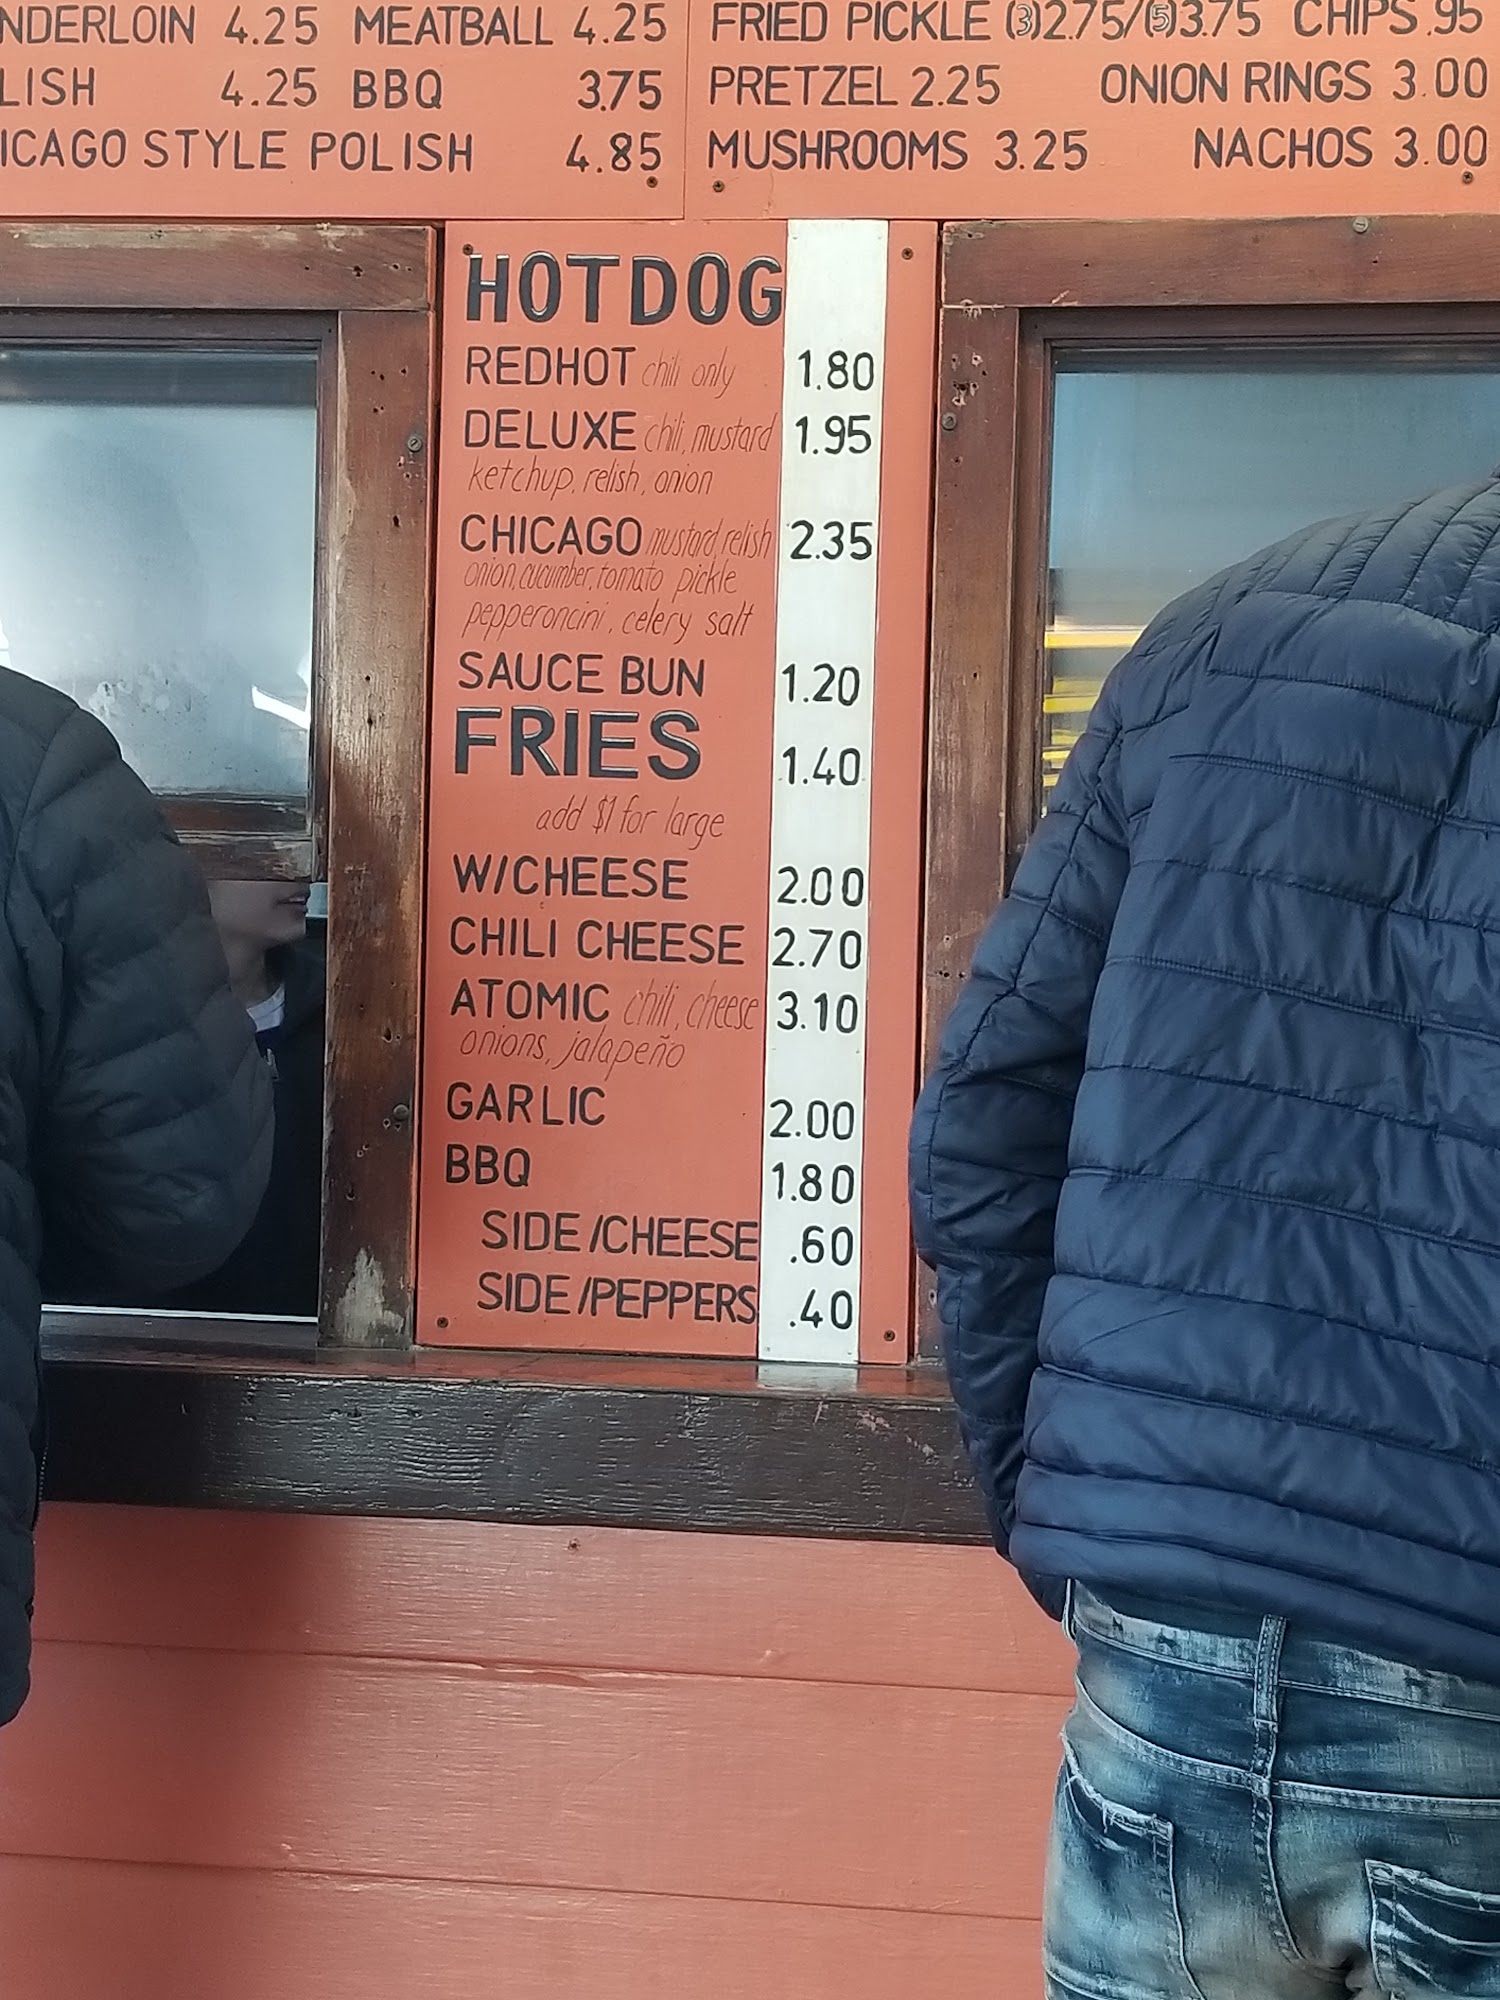 NDERLOIN 4.25 MEATBALL 4.25
LISH 4.25 BBQ 3.75
ICAGO STYLE POLISH 4.85
FRIED PICKLE (3)2.75/(5)3.75 CHIPS .95
PRETZEL 2.25 ONION RINGS 3.00
MUSHROOMS 3.25 NACHOS 3.00
HOTDOG
REDHOT chili only 1.80
DELUXE chili, mustard 1.95
ketchup, relish, onion
CHICAGO mustard, relish 2.35
onion, cucumber, tomato pickle
pepperoncini, celery salt
SAUCE BUN 1.20
FRIES 1.40
add $1 for large
W/CHEESE 2.00
CHILI CHEESE 2.70
ATOMIC chili, cheese 3.10
onions, jalapeño
GARLIC 2.00
BBQ 1.80
SIDE/CHEESE .60
SIDE/PEPPERS .40